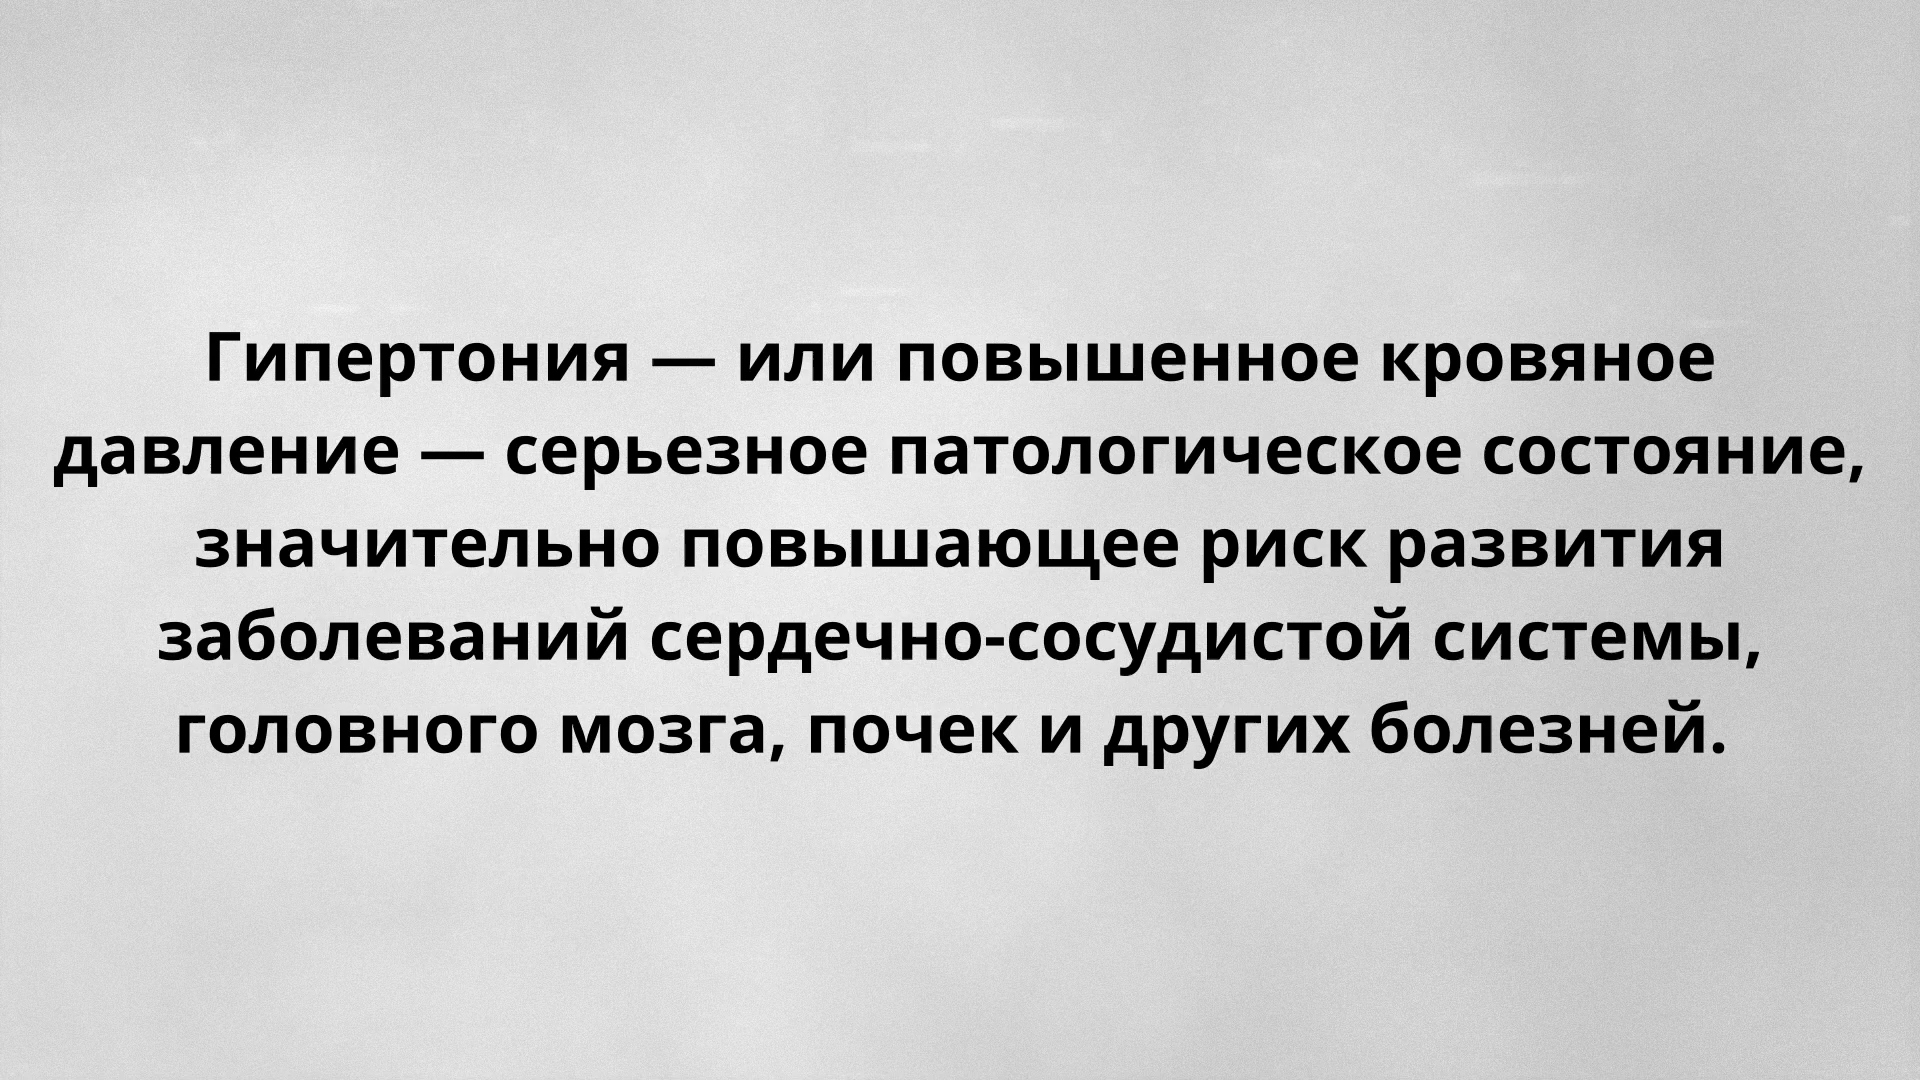 Гипертония — или повышенное кровяное
давление — серьезное патологическое состояние,
значительно повышающее риск развития
заболеваний сердечно-сосудистой системы,
головного мозга, почек и других болезней.